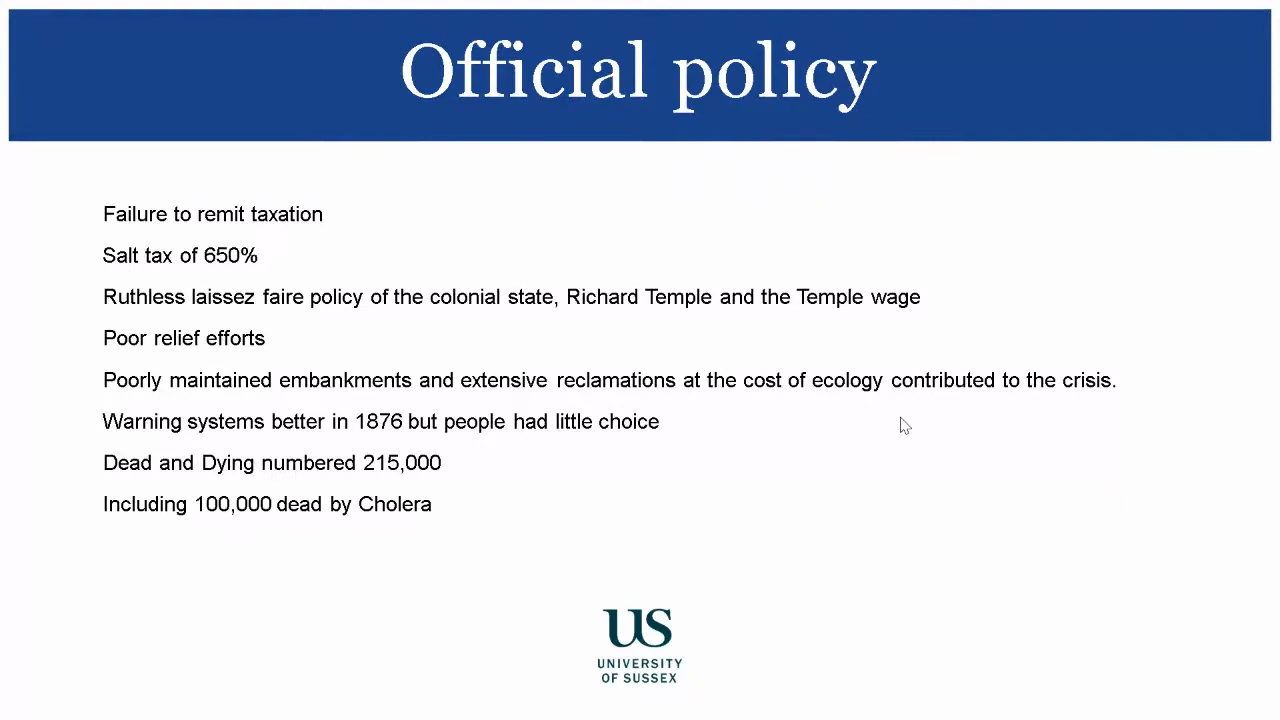 Official policy
Failure to remit taxation
Salt tax of 650%
Ruthless laissez faire policy of the colonial state, Richard Temple and the Temple wage
Poor relief efforts
Poorly maintained embankments and extensive reclamations at the cost of ecology contributed to the crisis.
Warning systems better in 1876 but people had little choice
Dead and Dying numbered 215,000
Including 100,000 dead by Cholera
US
UNIVERSITY
OF SUSSEX